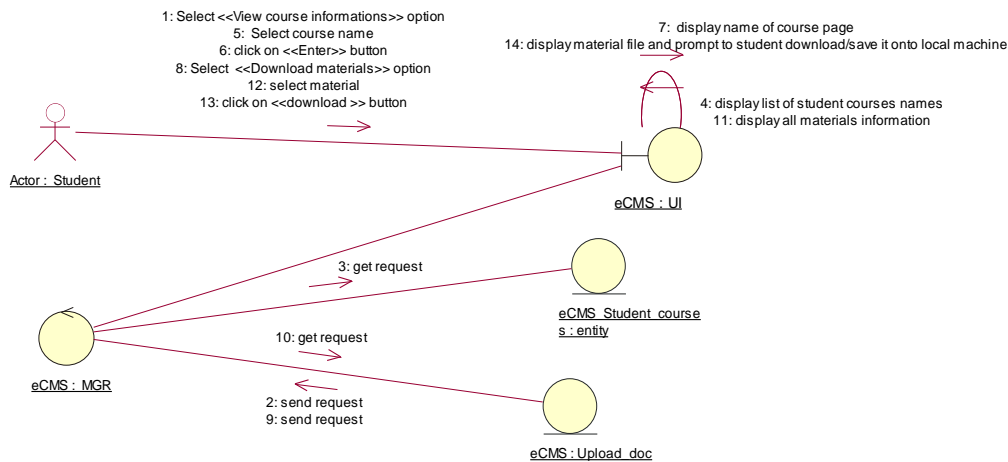 1: Select <<View course informations>> option
5: Select course name
6: click on <<Enter>> button
8: Select <<Download materials>> option
12: select material
13: click on <<download >> button
7: display name of course page
14: display material file and prompt to student download/save it onto local machine
4: display list of student courses names
11: display all materials information
Actor : Student
eCMS : UI
3: get request
eCMS_Student_course
s : entity
10: get request
eCMS : MGR
2: send request
9: send request
eCMS : Upload_doc